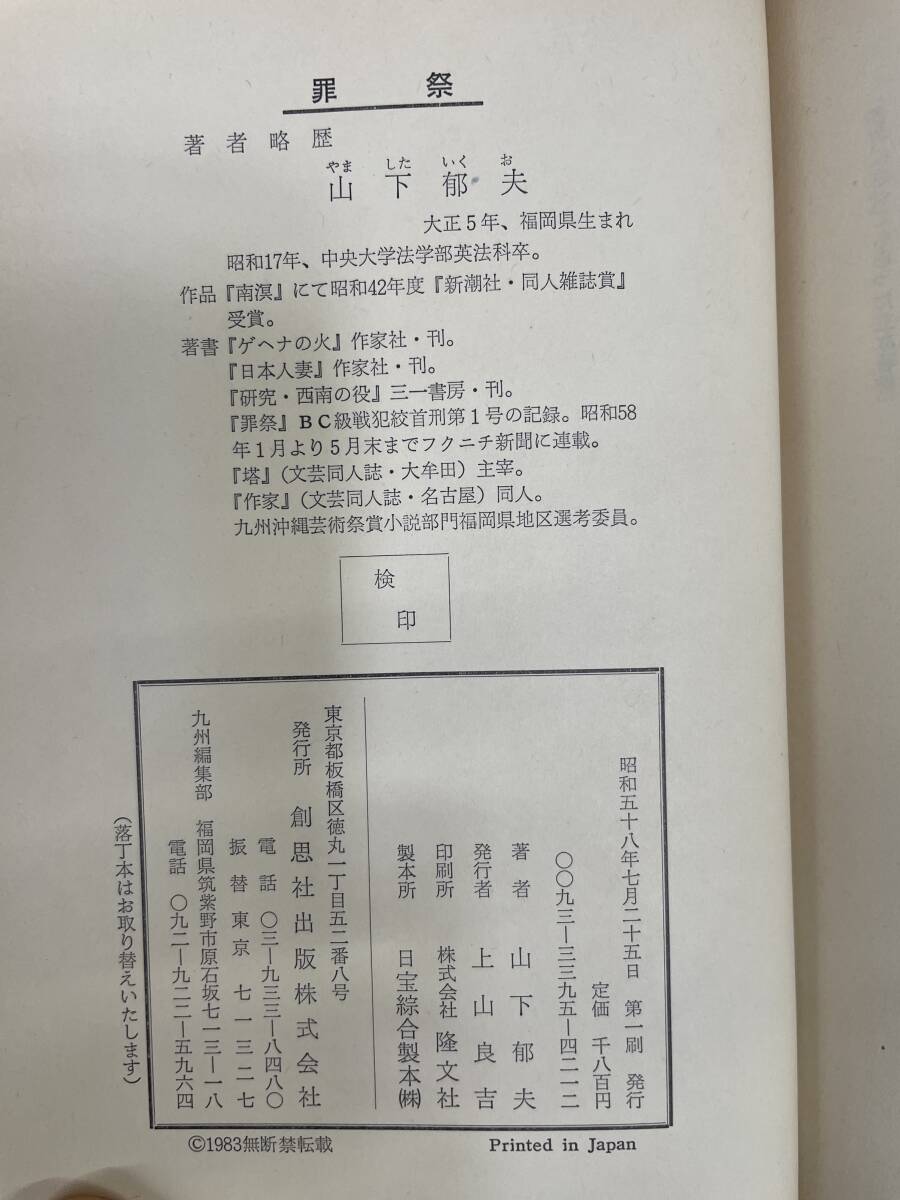 罪祭
著者略歴
やましたいくお
山下郁夫
大正5年、福岡県生まれ
昭和17年、中央大学法学部英法科卒。
作品『南溟』にて昭和42年度『新潮社・同人雑誌賞』
受賞。
著書『ゲヘナの火』作家社・刊。
『日本人妻』作家社・刊。
『研究・西南の役』三一書房・刊。
『罪祭』BC級戦犯絞首刑第1号の記録。昭和58
年1月より5月末までフクニチ新聞に連載。
『塔』(文芸同人誌・大牟田)主宰。
『作家』(文芸同人誌・名古屋)同人。
九州沖縄芸術祭賞小説部門福岡県地区選考委員。
検
印
昭和五十八年七月二十五日 第一刷 発行
定価 千八百円
〇〇九三―三三九五―四二一二
著者 山下郁夫
発行者 上山良吉
印刷所 株式会社 隆文社
製本所 日宝綜合製本㈱
東京都板橋区徳丸一丁目五二番八号
発行所 創思社出版株式会社
電話 〇三―九三三―八四八〇
振替 東京 七―一三一二七
九州編集部 福岡県筑紫野市原石坂七一三―一八
電話 〇九二―九二二―五九六四
(落丁本はお取り替えいたします)
©1983無断禁転載
Printed in Japan